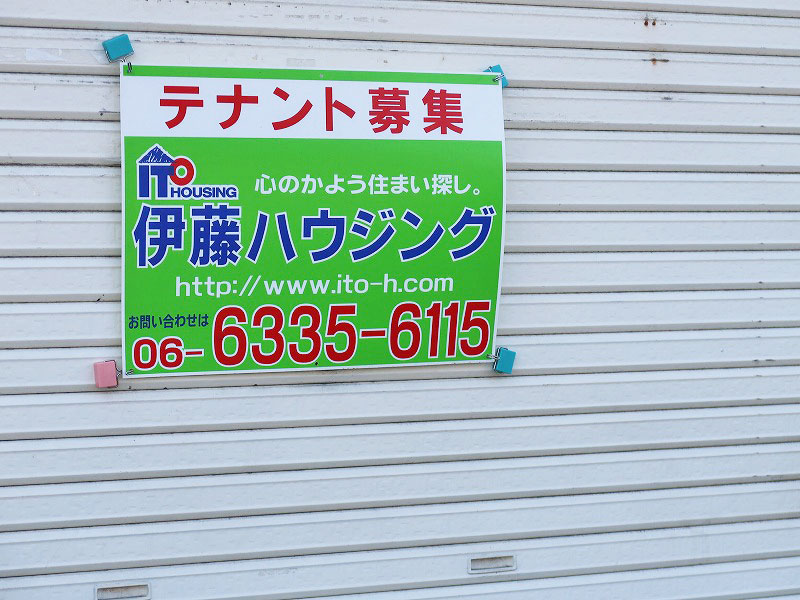 テナント募集
ITO HOUSING
心のかよう住まい探し。
伊藤ハウジング
http://www.ito-h.com
お問い合わせは
06-6335-6115